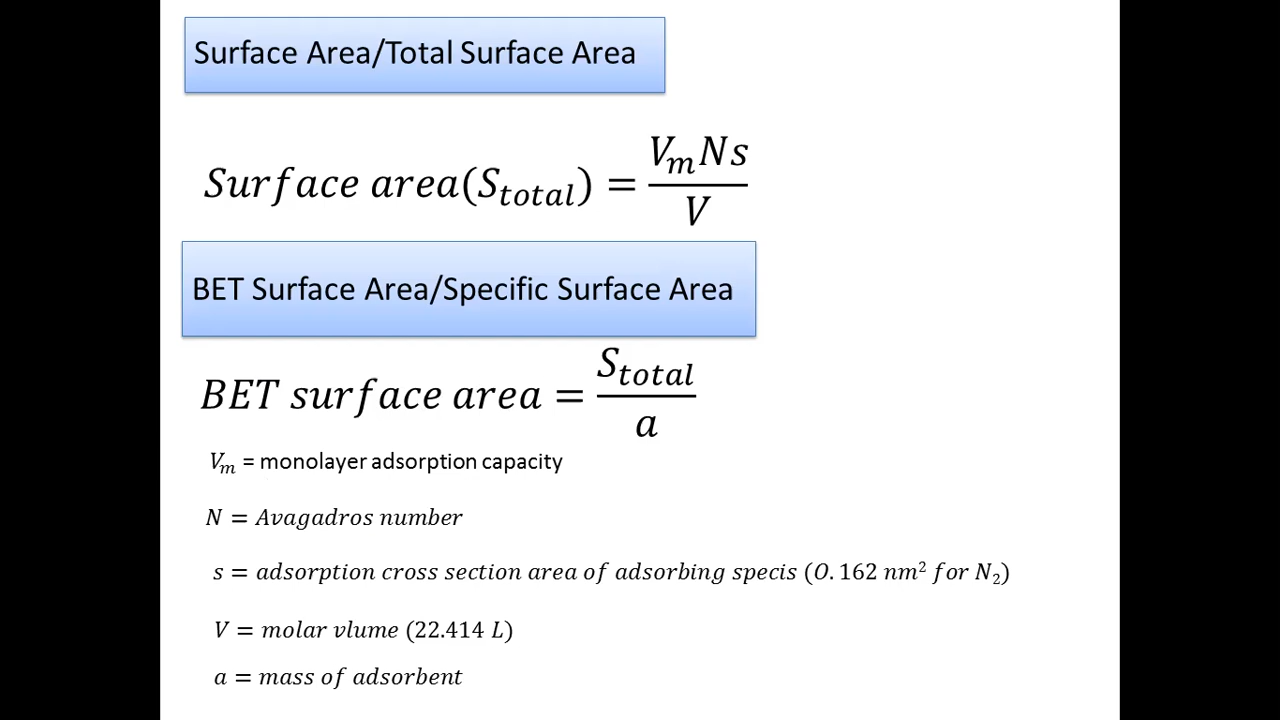 Surface Area/Total Surface Area
Surface area(S_total) = V_m Ns / V
BET Surface Area/Specific Surface Area
BET surface area = S_total / a
V_m = monolayer adsorption capacity
N = Avagadros number
s = adsorption cross section area of adsorbing specis (O. 162 nm² for N₂)
V = molar vlume (22.414 L)
a = mass of adsorbent